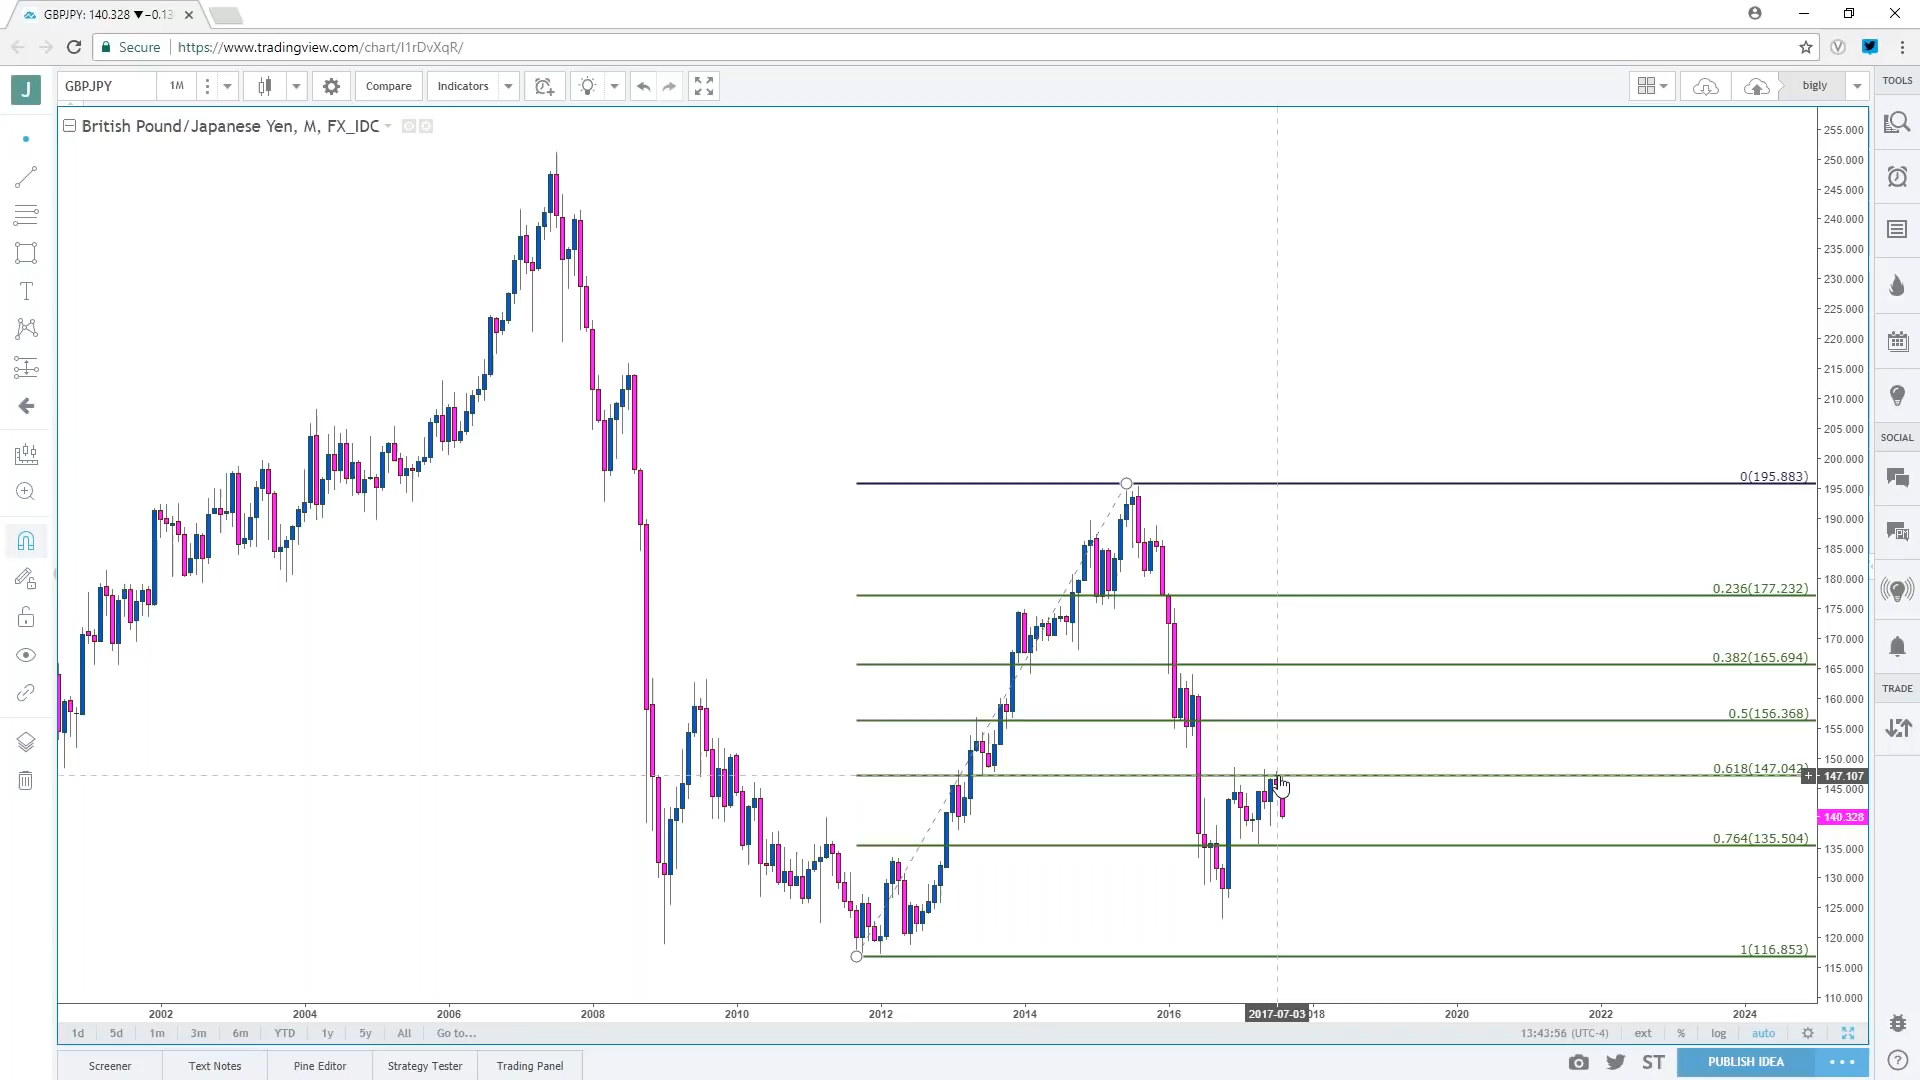 GBPJPY: 140.328 ▼−0.13
Secure
https://www.tradingview.com/chart/I1rDvXqR/
J
GBPJPY
1M
Compare
Indicators
bigly
TOOLS
British Pound/Japanese Yen, M, FX_IDC
255.000
250.000
245.000
240.000
235.000
230.000
225.000
220.000
215.000
210.000
205.000
200.000
195.000
190.000
185.000
180.000
175.000
170.000
165.000
160.000
155.000
150.000
147.107
145.000
140.328
135.000
130.000
125.000
120.000
115.000
110.000
0(195.883)
0.236(177.232)
0.382(165.694)
0.5(156.368)
0.618(147.042)
0.764(135.504)
1(116.853)
SOCIAL
TRADE
2002 2004 2006 2008 2010 2012 2014 2016 2017-07-03 018 2020 2022 2024
1d 5d 1m 3m 6m YTD 1y 5y All Go to... 13:43:56 (UTC-4) ext % log auto
Screener Text Notes Pine Editor Strategy Tester Trading Panel ST PUBLISH IDEA